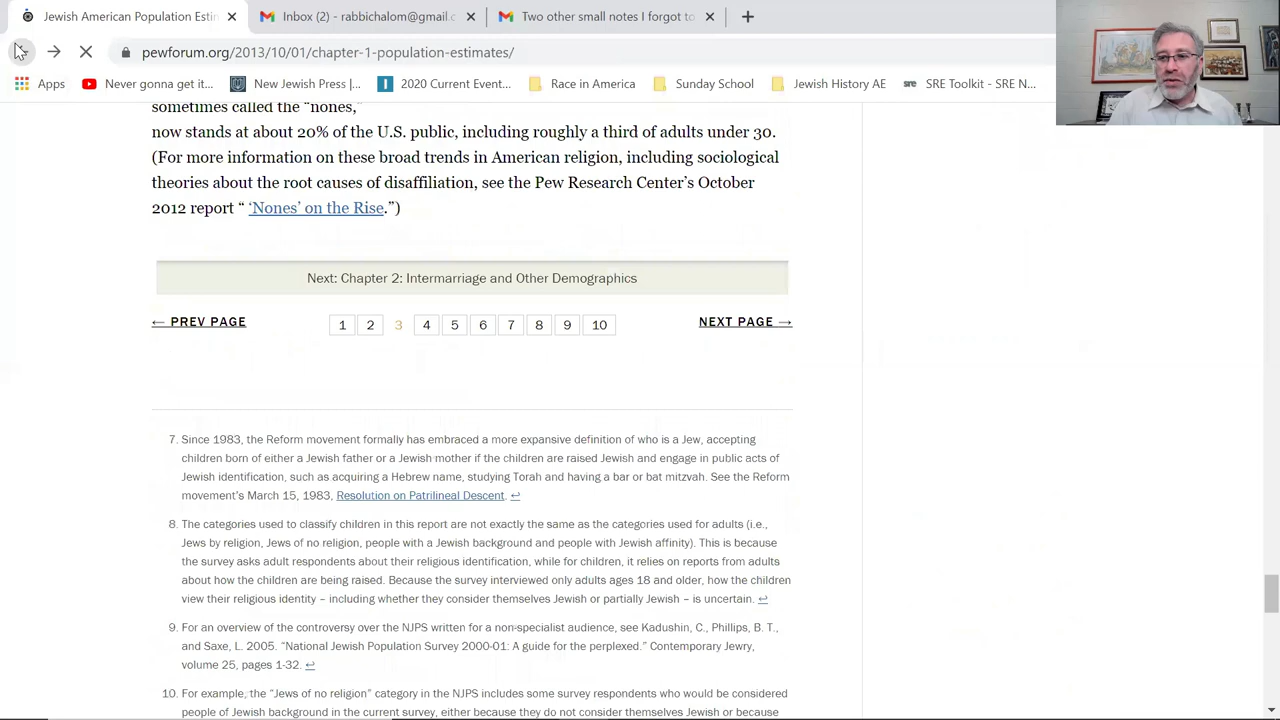 Jewish American Population Estin
Inbox (2) - rabbichalom@gmail.c
Two other small notes I forgot to
pewforum.org/2013/10/01/chapter-1-population-estimates/
Apps
Never gonna get it...
New Jewish Press |...
Race in America
Sunday School
Jewish History AE
SRE Toolkit - SRE N...
sometimes called the “nones,”
now stands at about 20% of the U.S. public, including roughly a third of adults under 30.
(For more information on these broad trends in American religion, including sociological
theories about the root causes of disaffiliation, see the Pew Research Center’s October
2012 report “ ‘Nones’ on the Rise.”)
Next: Chapter 2: Intermarriage and Other Demographics
← PREV PAGE 1 2 3 4 5 6 7 8 9 10 NEXT PAGE →
7. Since 1983, the Reform movement formally has embraced a more expansive definition of who is a Jew, accepting
children born of either a Jewish father or a Jewish mother if the children are raised Jewish and engage in public acts of
Jewish identification, such as acquiring a Hebrew name, studying Torah and having a bar or bat mitzvah. See the Reform
movement’s March 15, 1983, Resolution on Patrilineal Descent. ↩
8. The categories used to classify children in this report are not exactly the same as the categories used for adults (i.e.,
Jews by religion, Jews of no religion, people with a Jewish background and people with Jewish affinity). This is because
the survey asks adult respondents about their religious identification, while for children, it relies on reports from adults
about how the children are being raised. Because the survey interviewed only adults ages 18 and older, how the children
view their religious identity – including whether they consider themselves Jewish or partially Jewish – is uncertain. ↩
9. For an overview of the controversy over the NJPS written for a non-specialist audience, see Kadushin, C., Phillips, B. T.,
and Saxe, L. 2005. “National Jewish Population Survey 2000-01: A guide for the perplexed.” Contemporary Jewry,
volume 25, pages 1-32. ↩
10. For example, the “Jews of no religion” category in the NJPS includes some survey respondents who would be considered
people of Jewish background in the current survey, either because they do not consider themselves Jewish or because